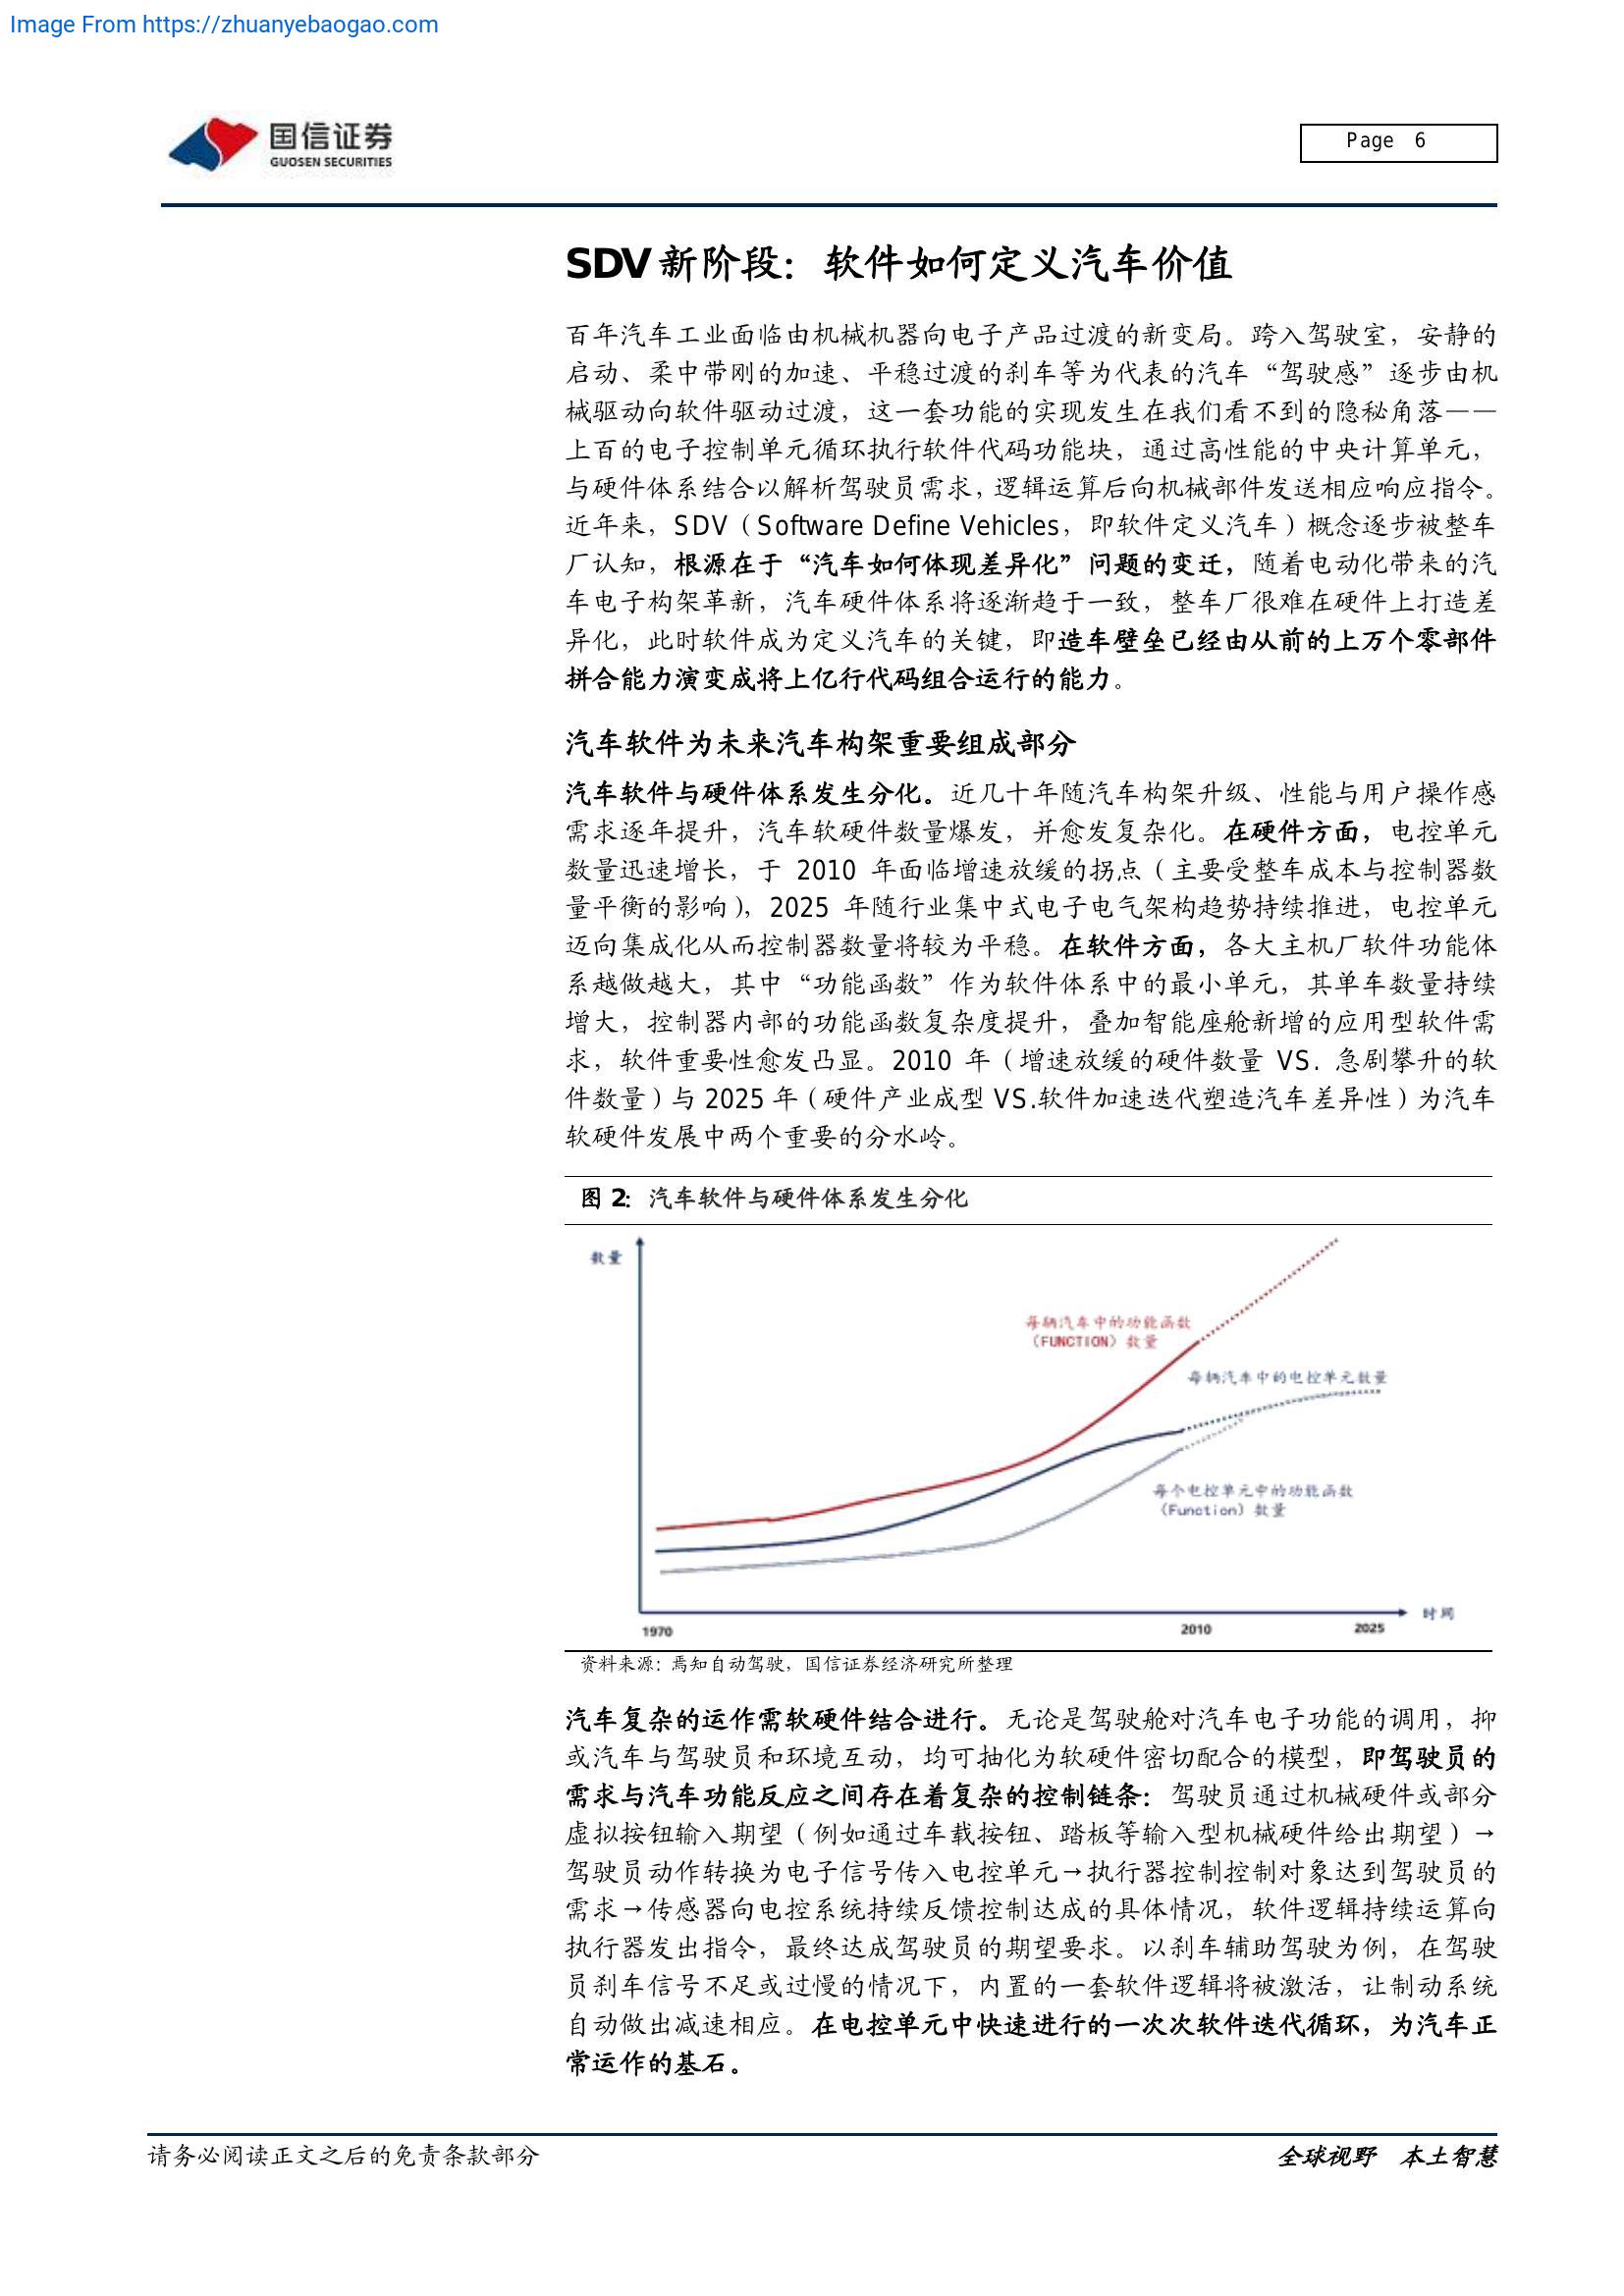 Image From https://zhuanyebaogao.com
国信证券
GUOSEN SECURITIES
Page 6
SDV新阶段：软件如何定义汽车价值
百年汽车工业面临由机械机器向电子产品过渡的新变局。跨入驾驶室，安静的
启动、柔中带刚的加速、平稳过渡的刹车等为代表的汽车“驾驶感”逐步由机
械驱动向软件驱动过渡，这一套功能的实现发生在我们看不到的隐秘角落——
上百的电子控制单元循环执行软件代码功能块，通过高性能的中央计算单元，
与硬件体系结合以解析驾驶员需求，逻辑运算后向机械部件发送相应响应指令。
近年来，SDV（Software Define Vehicles，即软件定义汽车）概念逐步被整车
厂认知，根源在于“汽车如何体现差异化”问题的变迁，随着电动化带来的汽
车电子构架革新，汽车硬件体系将逐渐趋于一致，整车厂很难在硬件上打造差
异化，此时软件成为定义汽车的关键，即造车壁垒已经由从前的上万个零部件
拼合能力演变成将上亿行代码组合运行的能力。
汽车软件为未来汽车构架重要组成部分
汽车软件与硬件体系发生分化。近几十年随汽车构架升级、性能与用户操作感
需求逐年提升，汽车软硬件数量爆发，并愈发复杂化。在硬件方面，电控单元
数量迅速增长，于 2010 年面临增速放缓的拐点（主要受整车成本与控制器数
量平衡的影响），2025 年随行业集中式电子电气架构趋势持续推进，电控单元
迈向集成化从而控制器数量将较为平稳。在软件方面，各大主机厂软件功能体
系越做越大，其中“功能函数”作为软件体系中的最小单元，其单车数量持续
增大，控制器内部的功能函数复杂度提升，叠加智能座舱新增的应用型软件需
求，软件重要性愈发凸显。2010 年（增速放缓的硬件数量 VS. 急剧攀升的软
件数量）与 2025 年（硬件产业成型 VS.软件加速迭代塑造汽车差异性）为汽车
软硬件发展中两个重要的分水岭。
图 2：汽车软件与硬件体系发生分化
数量
每辆汽车中的功能函数
（FUNCTION）数量
每辆汽车中的电控单元数量
每个电控单元中的功能函数
（Function）数量
时间
1970
2010
2025
资料来源：焉知自动驾驶，国信证券经济研究所整理
汽车复杂的运作需软硬件结合进行。无论是驾驶舱对汽车电子功能的调用，抑
或汽车与驾驶员和环境互动，均可抽化为软硬件密切配合的模型，即驾驶员的
需求与汽车功能反应之间存在着复杂的控制链条：驾驶员通过机械硬件或部分
虚拟按钮输入期望（例如通过车载按钮、踏板等输入型机械硬件给出期望）→
驾驶员动作转换为电子信号传入电控单元→执行器控制控制对象达到驾驶员的
需求→传感器向电控系统持续反馈控制达成的具体情况，软件逻辑持续运算向
执行器发出指令，最终达成驾驶员的期望要求。以刹车辅助驾驶为例，在驾驶
员刹车信号不足或过慢的情况下，内置的一套软件逻辑将被激活，让制动系统
自动做出减速相应。在电控单元中快速进行的一次次软件迭代循环，为汽车正
常运作的基石。
请务必阅读正文之后的免责条款部分
全球视野 本土智慧